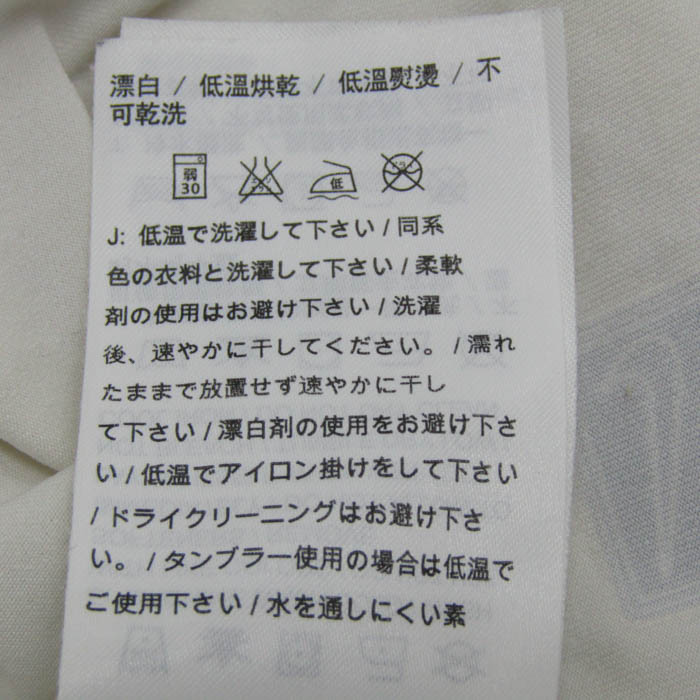 漂白 / 低溫烘乾 / 低溫熨燙 / 不
可乾洗
弱 30 低
J: 低温で洗濯して下さい / 同系
色の衣料と洗濯して下さい / 柔軟
剤の使用はお避け下さい / 洗濯
後、速やかに干してください。 / 濡れ
たままで放置せず速やかに干し
て下さい / 漂白剤の使用をお避け下さ
い / 低温でアイロン掛けをして下さい
/ ドライクリーニングはお避け下さ
い。 / タンブラー使用の場合は低温で
ご使用下さい / 水を通しにくい素